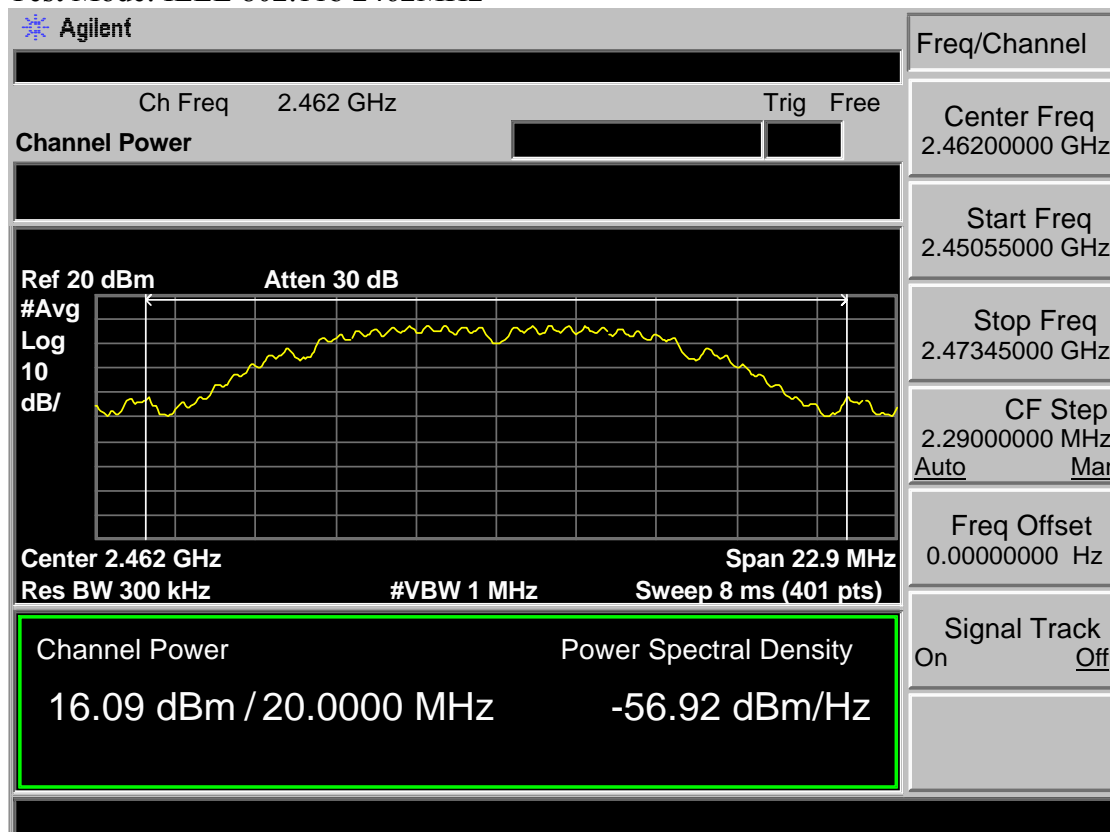 Agilent
Freq/Channel
Ch Freq 2.462 GHz Trig Free
Channel Power
Center Freq
2.46200000 GHz
Start Freq
2.45055000 GHz
Stop Freq
2.47345000 GHz
CF Step
2.29000000 MHz
Auto Man
Freq Offset
0.00000000 Hz
Signal Track
On Off
Ref 20 dBm Atten 30 dB
#Avg
Log
10
dB/
Center 2.462 GHz Span 22.9 MHz
Res BW 300 kHz #VBW 1 MHz Sweep 8 ms (401 pts)
Channel Power Power Spectral Density
16.09 dBm / 20.0000 MHz -56.92 dBm/Hz